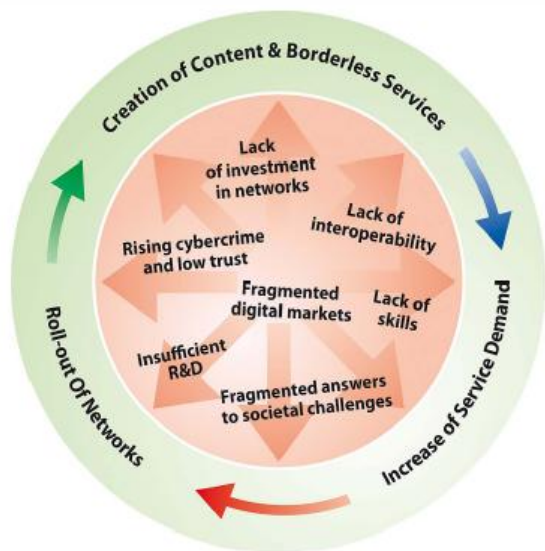 Creation of Content & Borderless Services
Lack
of investment
in networks
Lack of
interoperability
Rising cybercrime
and low trust
Fragmented
digital markets
Lack of
skills
Insufficient
R&D
Fragmented answers
to societal challenges
Roll-out Of Networks
Increase of Service Demand